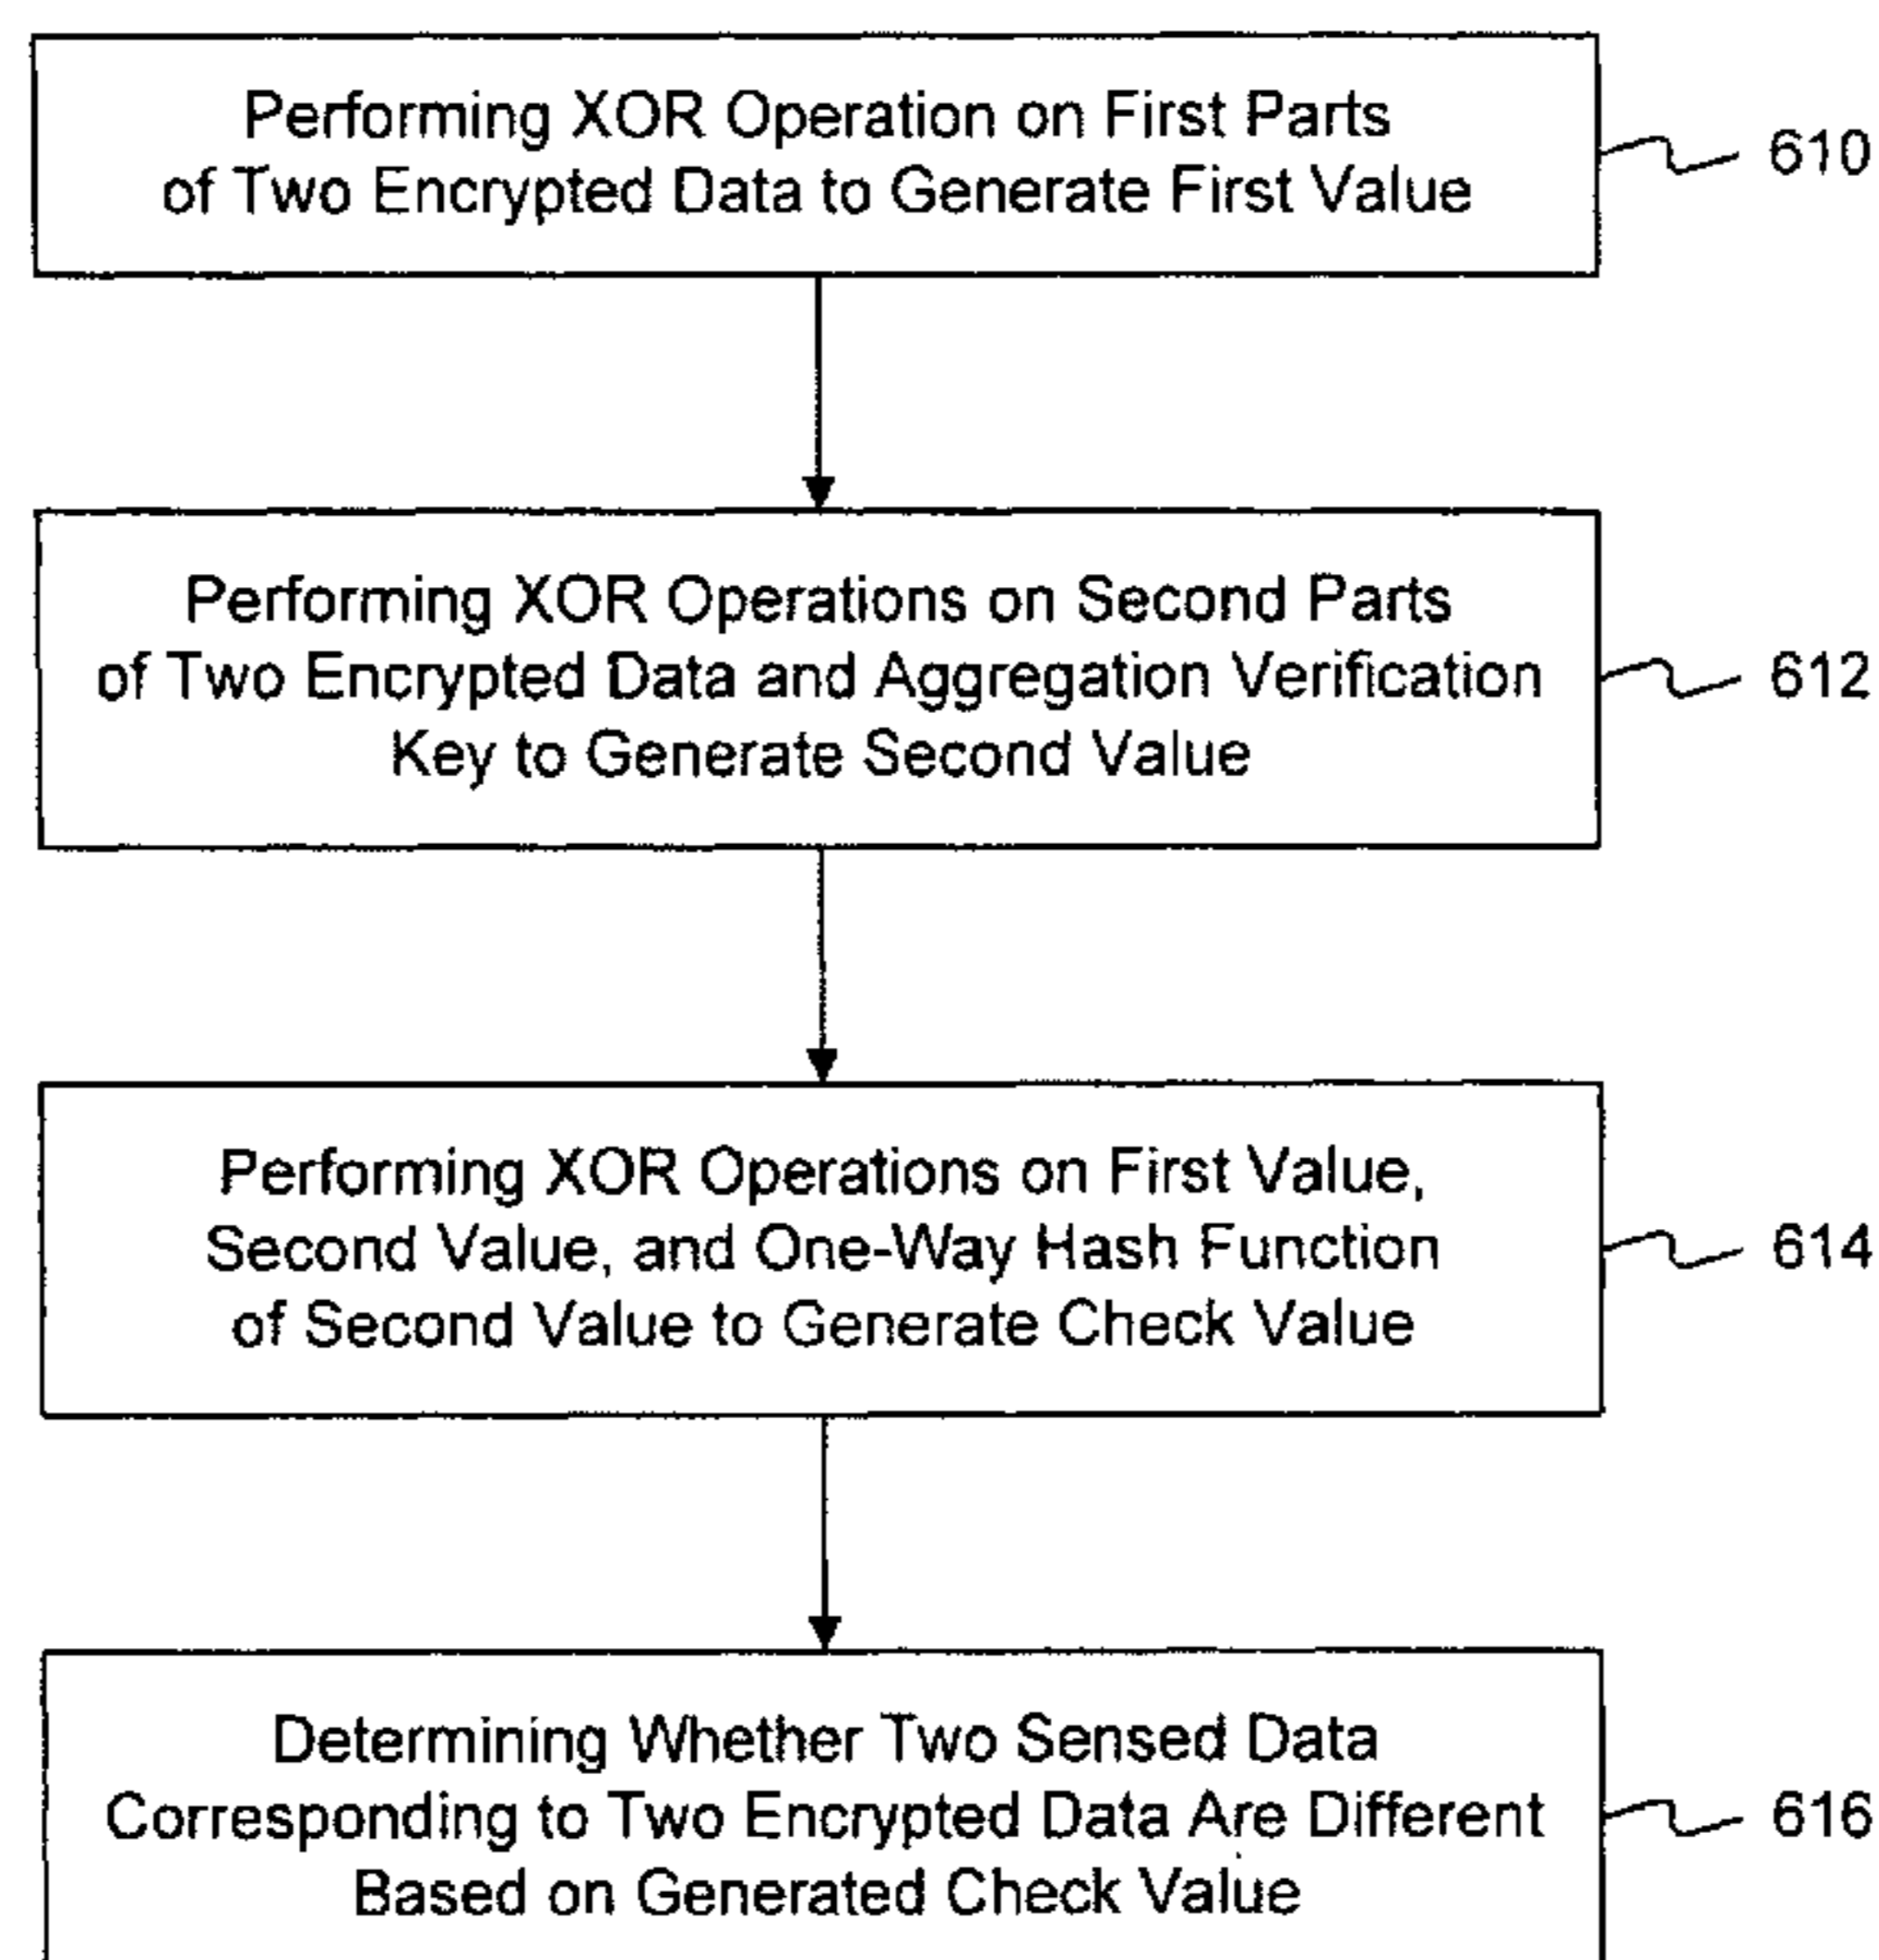 Performing XOR Operation on First Parts
of Two Encrypted Data to Generate First Value
610
Performing XOR Operations on Second Parts
of Two Encrypted Data and Aggregation Verification
Key to Generate Second Value
612
Performing XOR Operations on First Value,
Second Value, and One-Way Hash Function
of Second Value to Generate Check Value
614
Determining Whether Two Sensed Data
Corresponding to Two Encrypted Data Are Different
Based on Generated Check Value
616